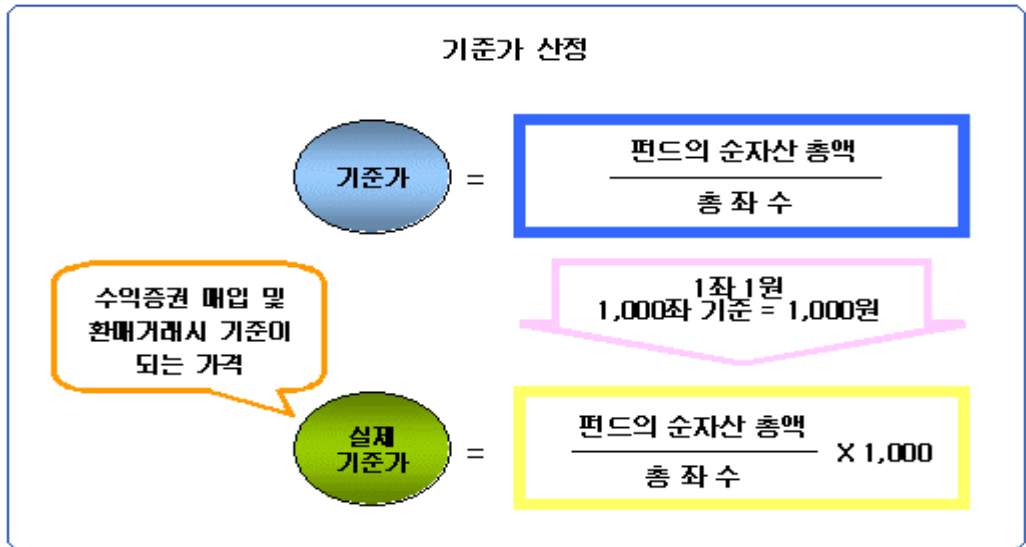 기준가 산정
기준가
=
펀드의 순자산 총액
총 좌 수
1좌 1원
1,000좌 기준 = 1,000원
수익증권 매입 및
환매거래시 기준이
되는 가격
실제
기준가
=
펀드의 순자산 총액
총 좌 수
X 1,000